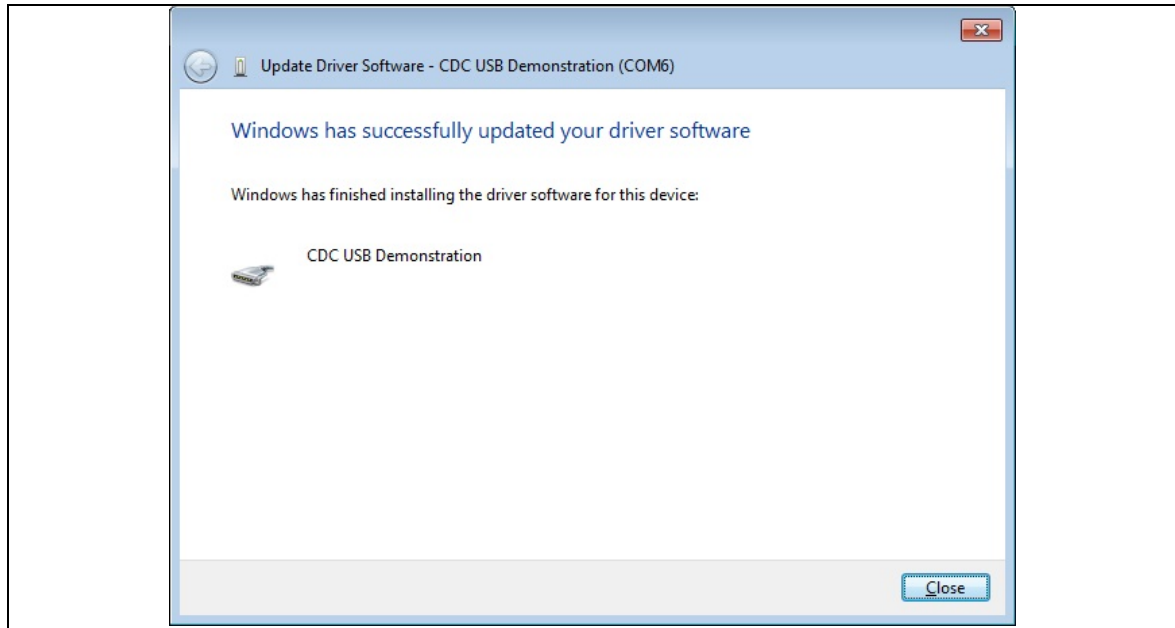 Update Driver Software - CDC USB Demonstration (COM6)
Windows has successfully updated your driver software
Windows has finished installing the driver software for this device:
CDC USB Demonstration
Close